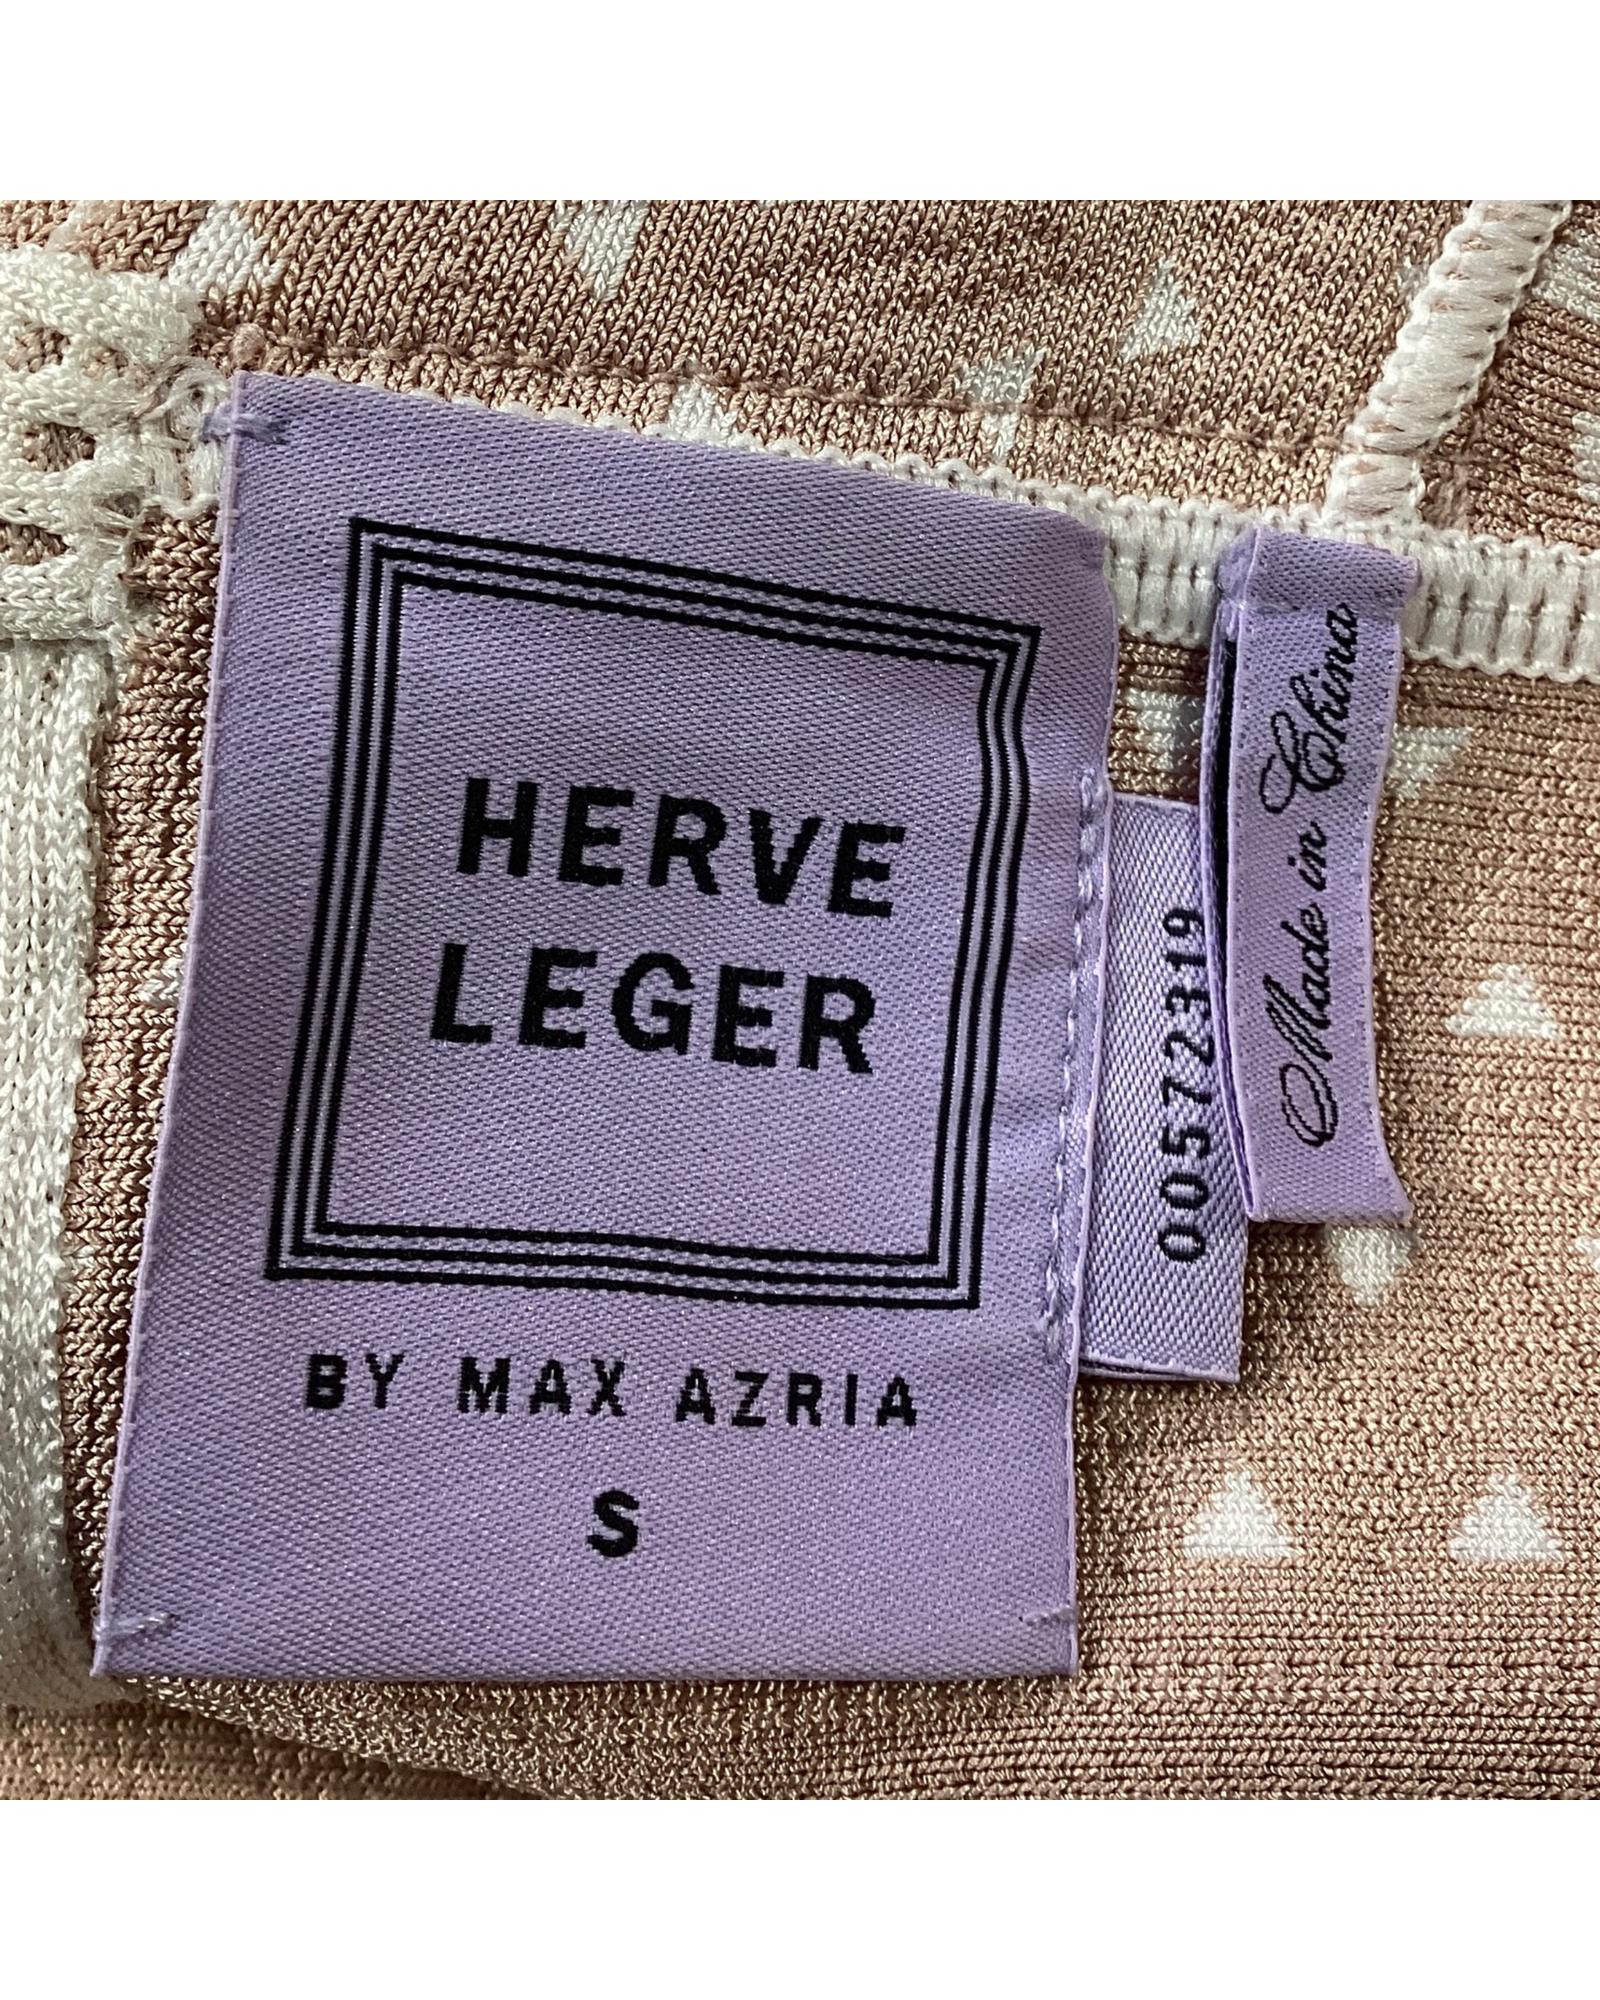 HERVE
LEGER
BY MAX AZRIA
S
00572319
Made in China